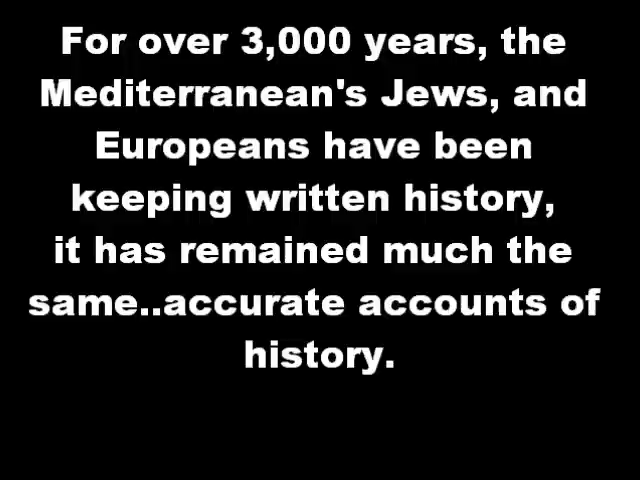 For over 3,000 years, the
Mediterranean's Jews, and
Europeans have been
keeping written history,
it has remained much the
same..accurate accounts of
history.